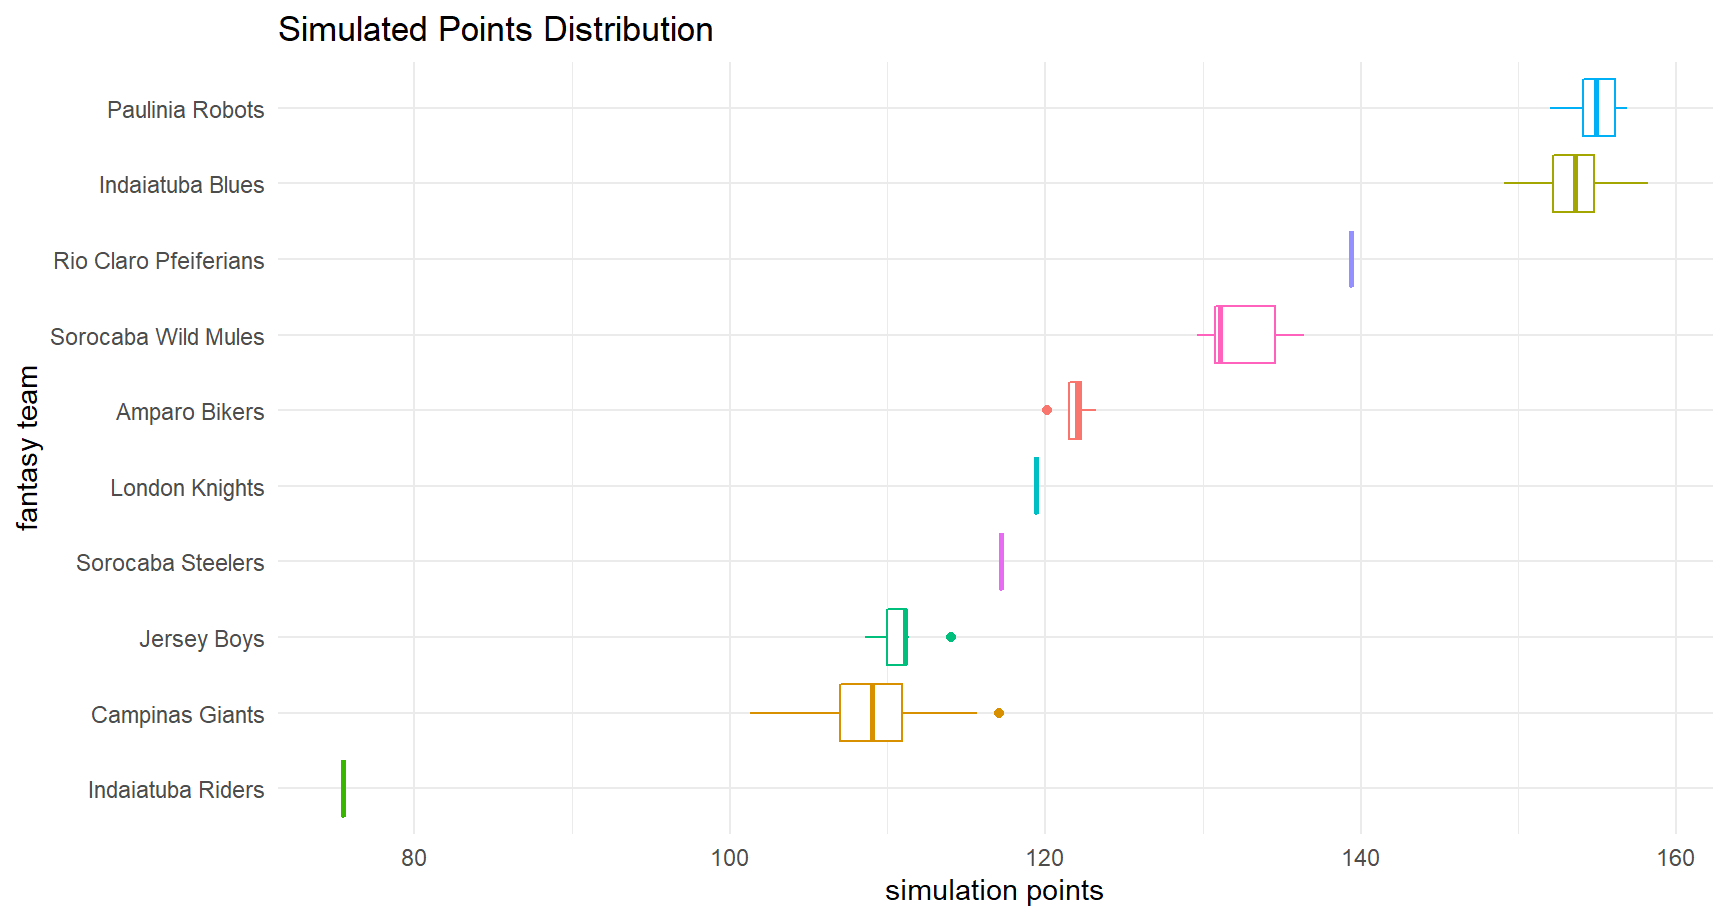 Simulated Points Distribution
fantasy team
Paulinia Robots
Indaiatuba Blues
Rio Claro Pfeiferians
Sorocaba Wild Mules
Amparo Bikers
London Knights
Sorocaba Steelers
Jersey Boys
Campinas Giants
Indaiatuba Riders
80 100 120 140 160
simulation points